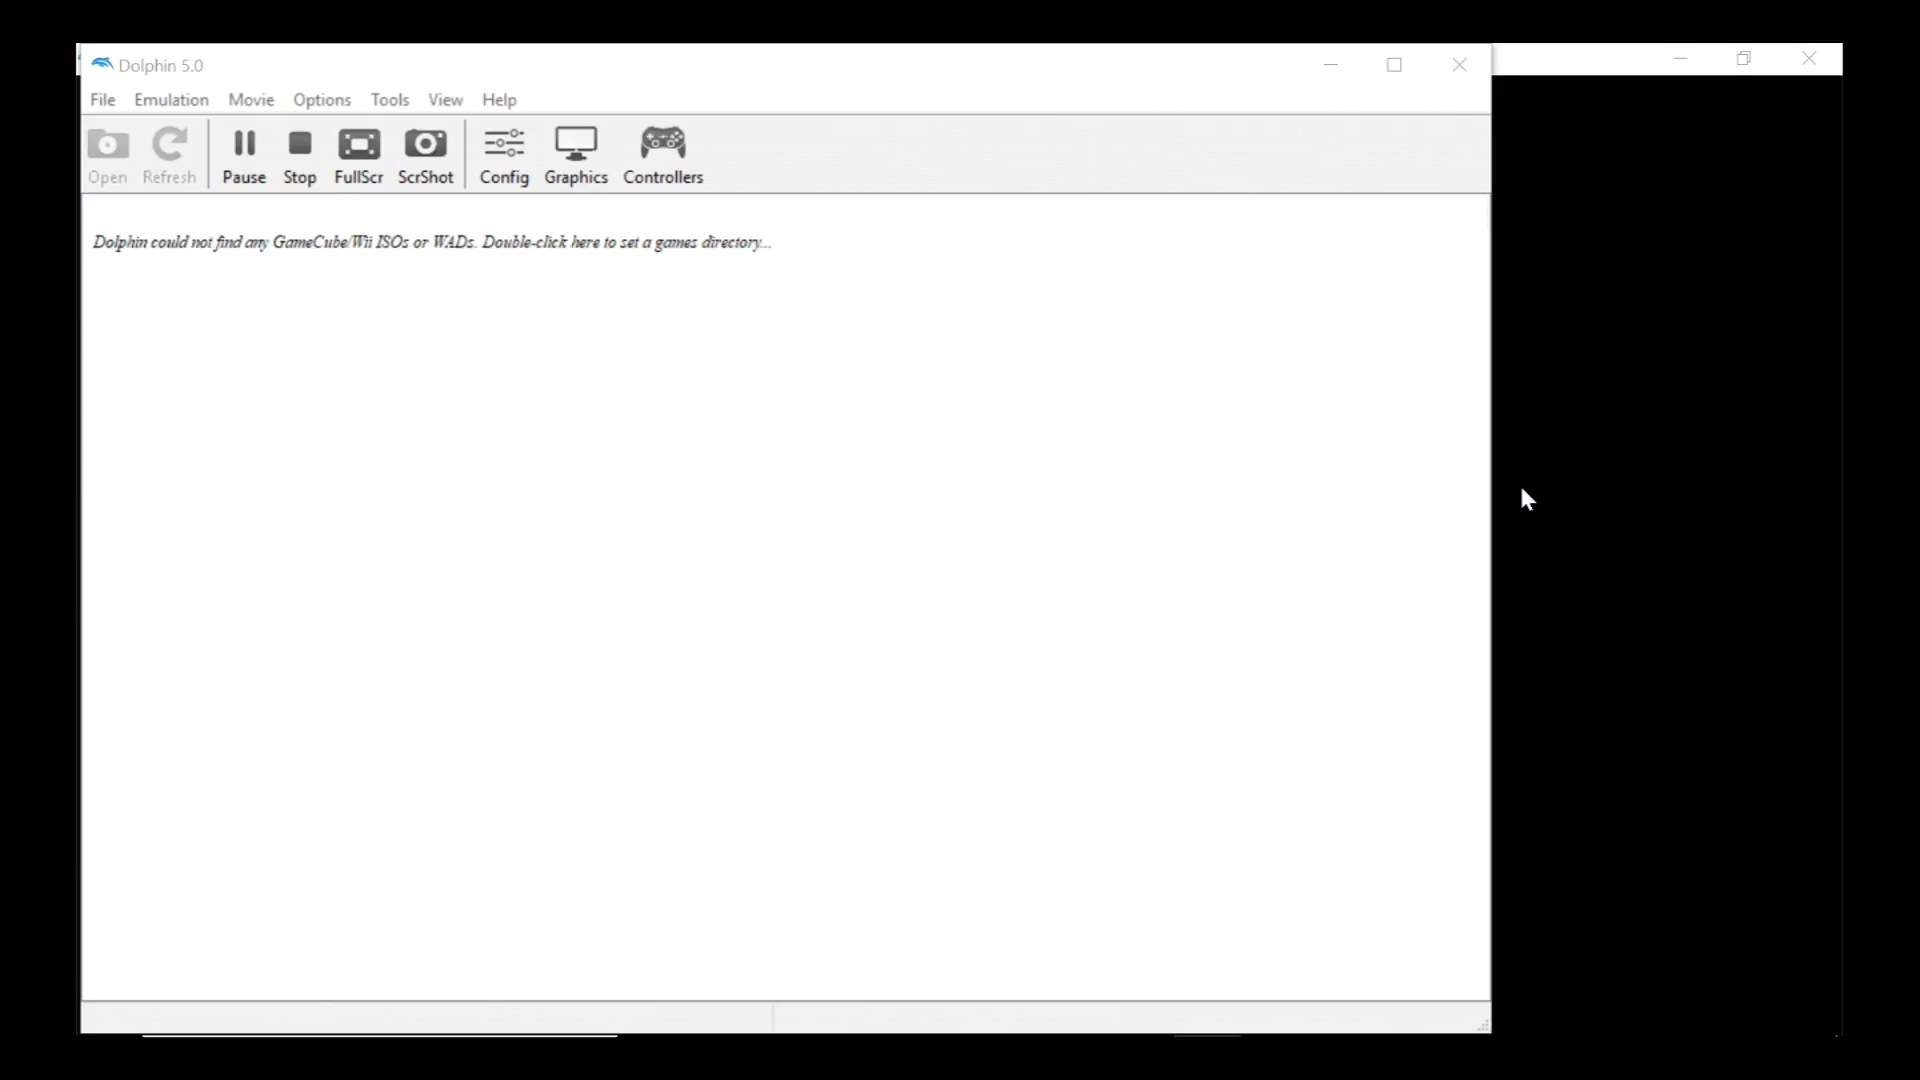 Dolphin 5.0
File Emulation Movie Options Tools View Help
Open Refresh Pause Stop FullScr ScrShot Config Graphics Controllers
Dolphin could not find any GameCube/Wii ISOs or WADs. Double-click here to set a games directory...